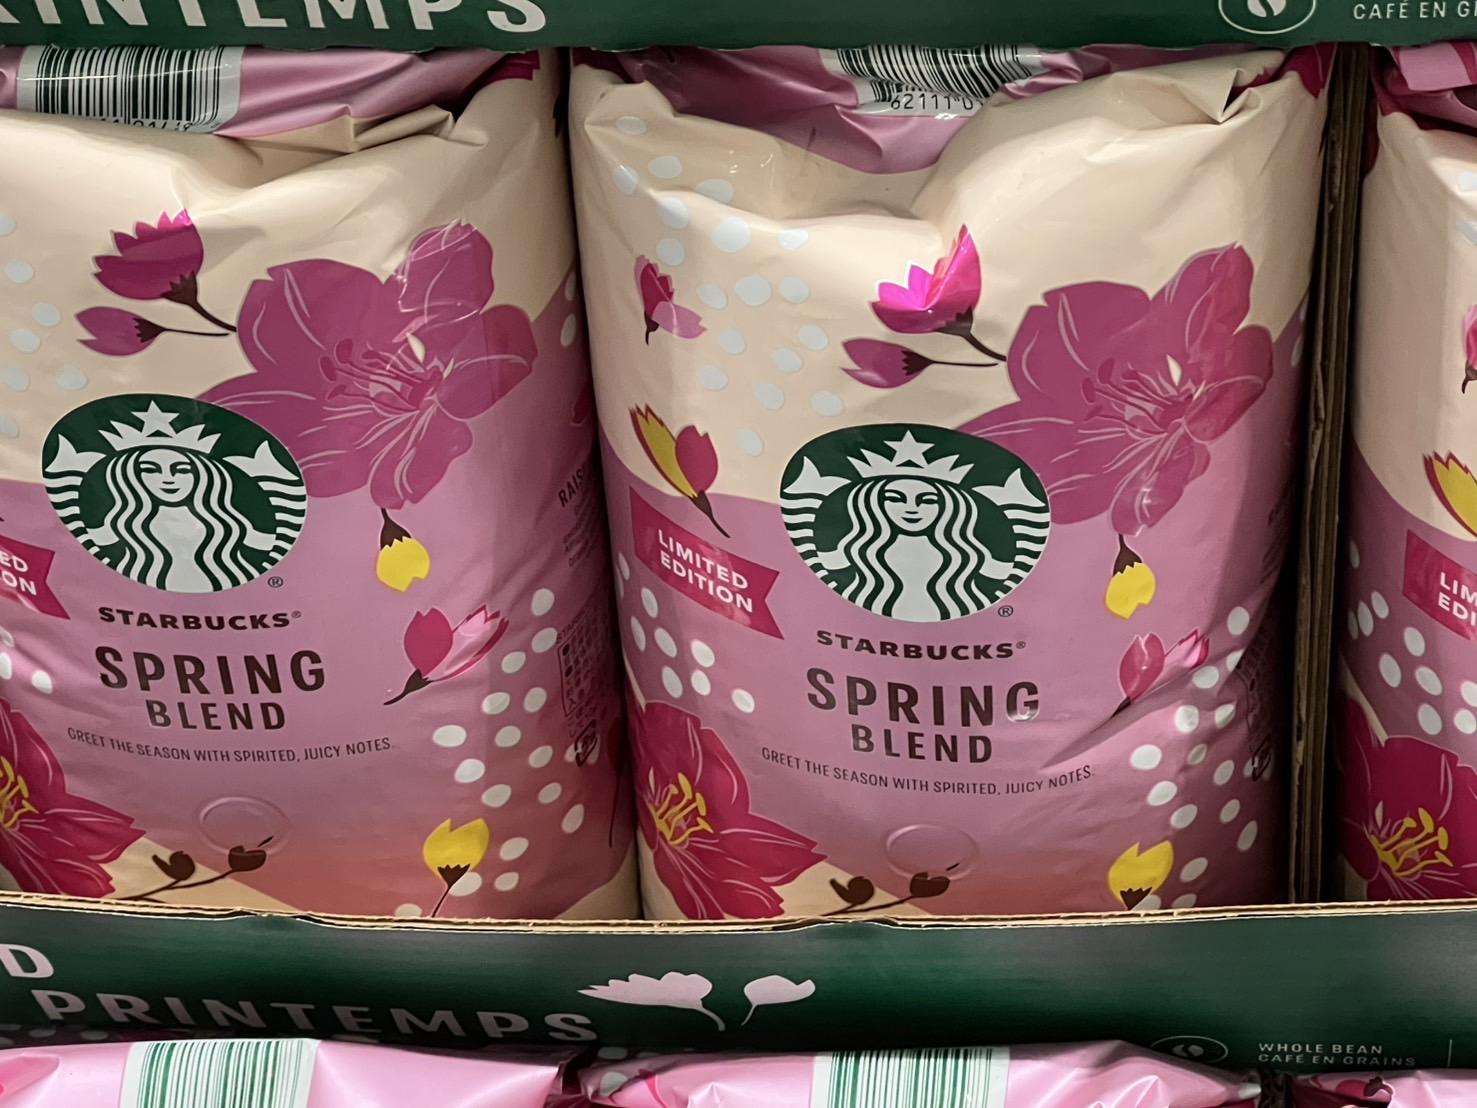 PRINTEMPS
CAFÉ EN
62111
STARBUCKS®
SPRING
BLEND
GREET THE SEASON WITH SPIRITED, JUICY NOTES.
LIMITED
EDITION
STARBUCKS®
SPRING
BLEND
GREET THE SEASON WITH SPIRITED, JUICY NOTES.
PRINTEMPS
WHOLE BEAN
CAFÉ EN GRAINS